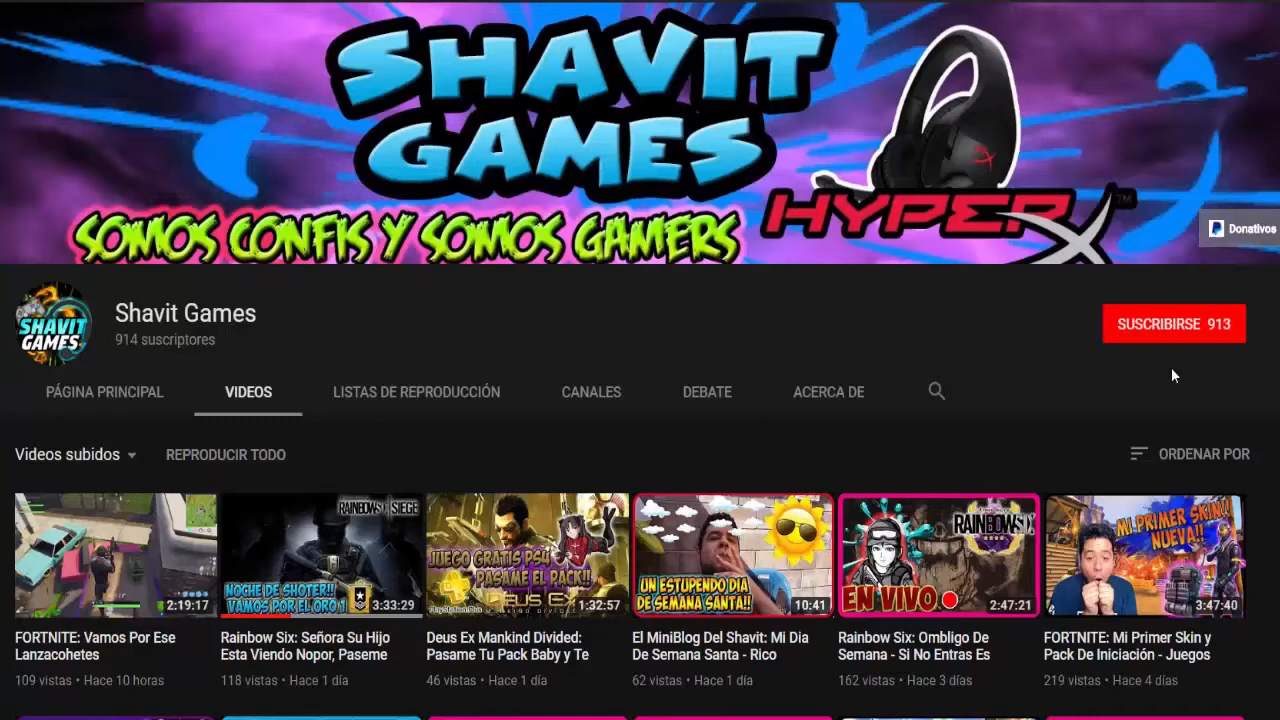 SHAVIT
GAMES
HYPERX™
SOMOS CONFIS Y SOMOS GAMERS
Donativos
SHAVIT
GAMES
Shavit Games
914 suscriptores
SUSCRIBIRSE 913
PÁGINA PRINCIPAL VIDEOS LISTAS DE REPRODUCCIÓN CANALES DEBATE ACERCA DE
Videos subidos REPRODUCIR TODO ORDENAR POR
2:19:17
FORTNITE: Vamos Por Ese
Lanzacohetes
109 vistas • Hace 10 horas
RAINBOW SIX SIEGE
NOCHE DE SHOTER!!
VAMOS POR EL ORO 1
3:33:29
Rainbow Six: Señora Su Hijo
Esta Viendo Nopor, Paseme
118 vistas • Hace 1 día
JUEGO GRATIS PS4
PASAME EL PACK!!
DEUS EX
1:32:57
Deus Ex Mankind Divided:
Pasame Tu Pack Baby y Te
46 vistas • Hace 1 día
UN ESTUPENDO DIA
DE SEMANA SANTA!!
10:41
El MiniBlog Del Shavit: Mi Dia
De Semana Santa - Rico
62 vistas • Hace 1 día
RAINBOW SIX
EN VIVO
2:47:21
Rainbow Six: Ombligo De
Semana - Si No Entras Es
162 vistas • Hace 3 días
MI PRIMER SKIN!!
NUEVA!!
3:47:40
FORTNITE: Mi Primer Skin y
Pack De Iniciación - Juegos
219 vistas • Hace 4 días